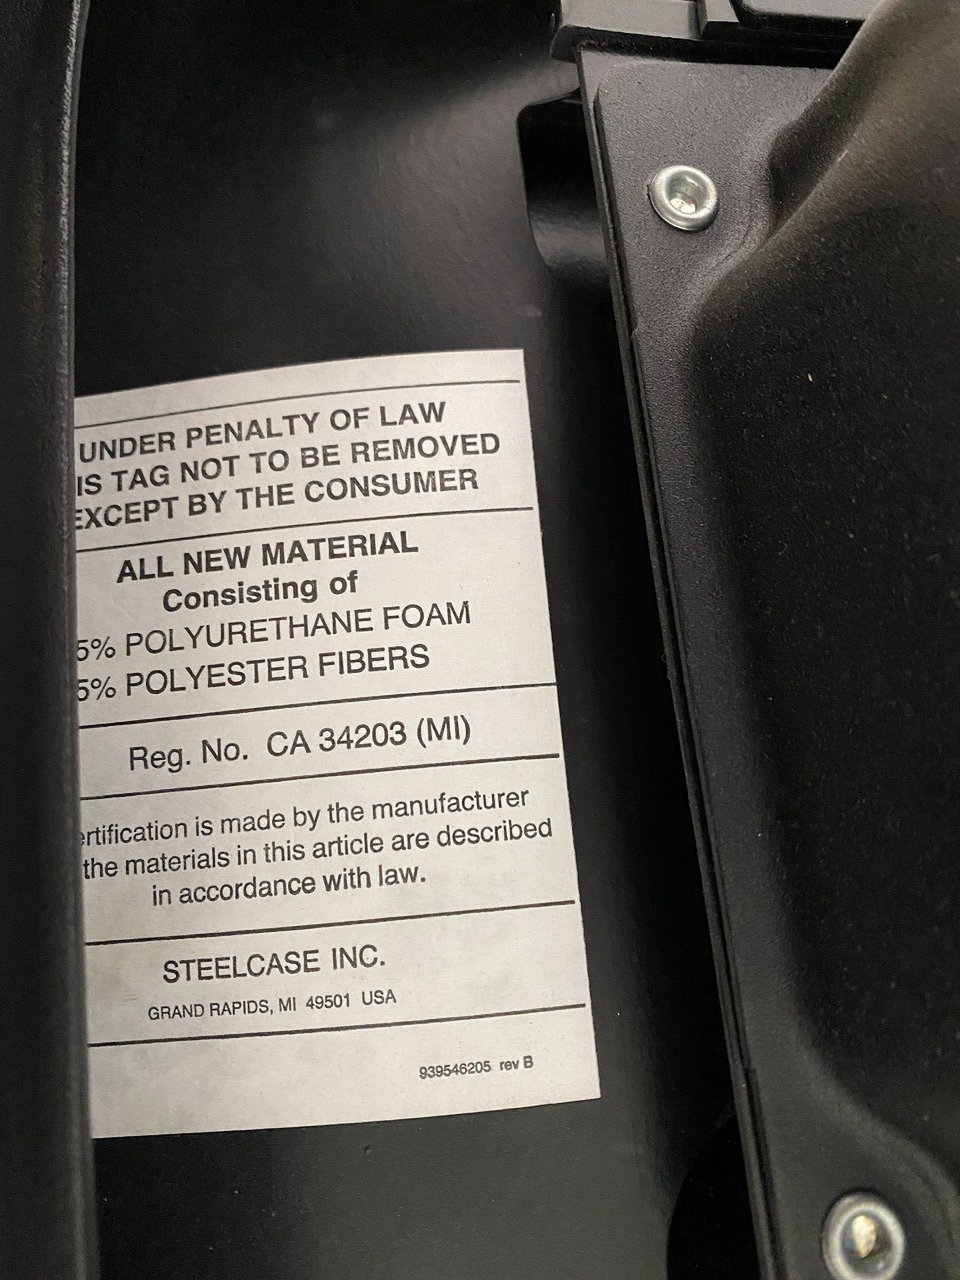 UNDER PENALTY OF LAW
IS TAG NOT TO BE REMOVED
EXCEPT BY THE CONSUMER
ALL NEW MATERIAL
Consisting of
5% POLYURETHANE FOAM
5% POLYESTER FIBERS
Reg. No. CA 34203 (MI)
ertification is made by the manufacturer
the materials in this article are described
in accordance with law.
STEELCASE INC.
GRAND RAPIDS, MI 49501 USA
939546205 rev B